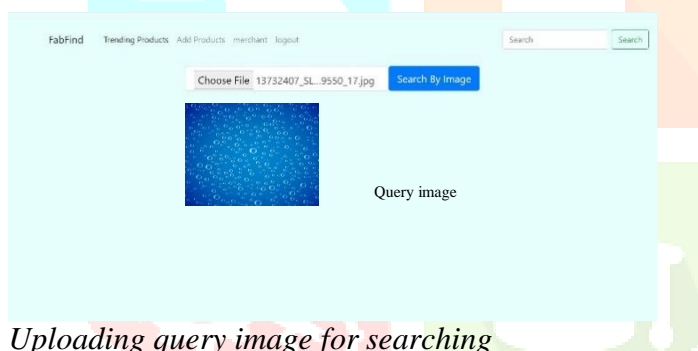 FabFind Trending Products Add Products merchant logout Search Search
Choose File 13732407_SL...9550_17.jpg Search By Image
Query image
Uploading query image for searching